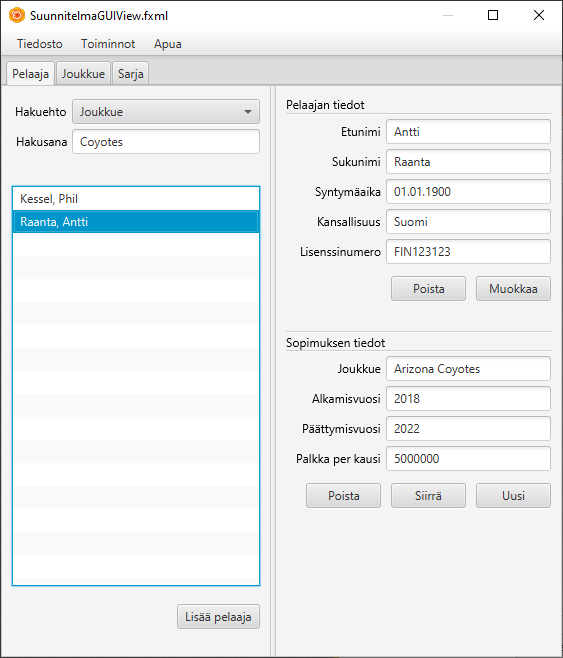 SuunnitelmaGUIView.fxml
Tiedosto Toiminnot Apua
Pelaaja Joukkue Sarja
Hakuehto Joukkue
Hakusana Coyotes
Kessel, Phil
Raanta, Antti
Lisää pelaaja
Pelaajan tiedot
Etunimi Antti
Sukunimi Raanta
Syntymäaika 01.01.1900
Kansallisuus Suomi
Lisenssinumero FIN123123
Poista Muokkaa
Sopimuksen tiedot
Joukkue Arizona Coyotes
Alkamisvuosi 2018
Päättymisvuosi 2022
Palkka per kausi 5000000
Poista Siirrä Uusi